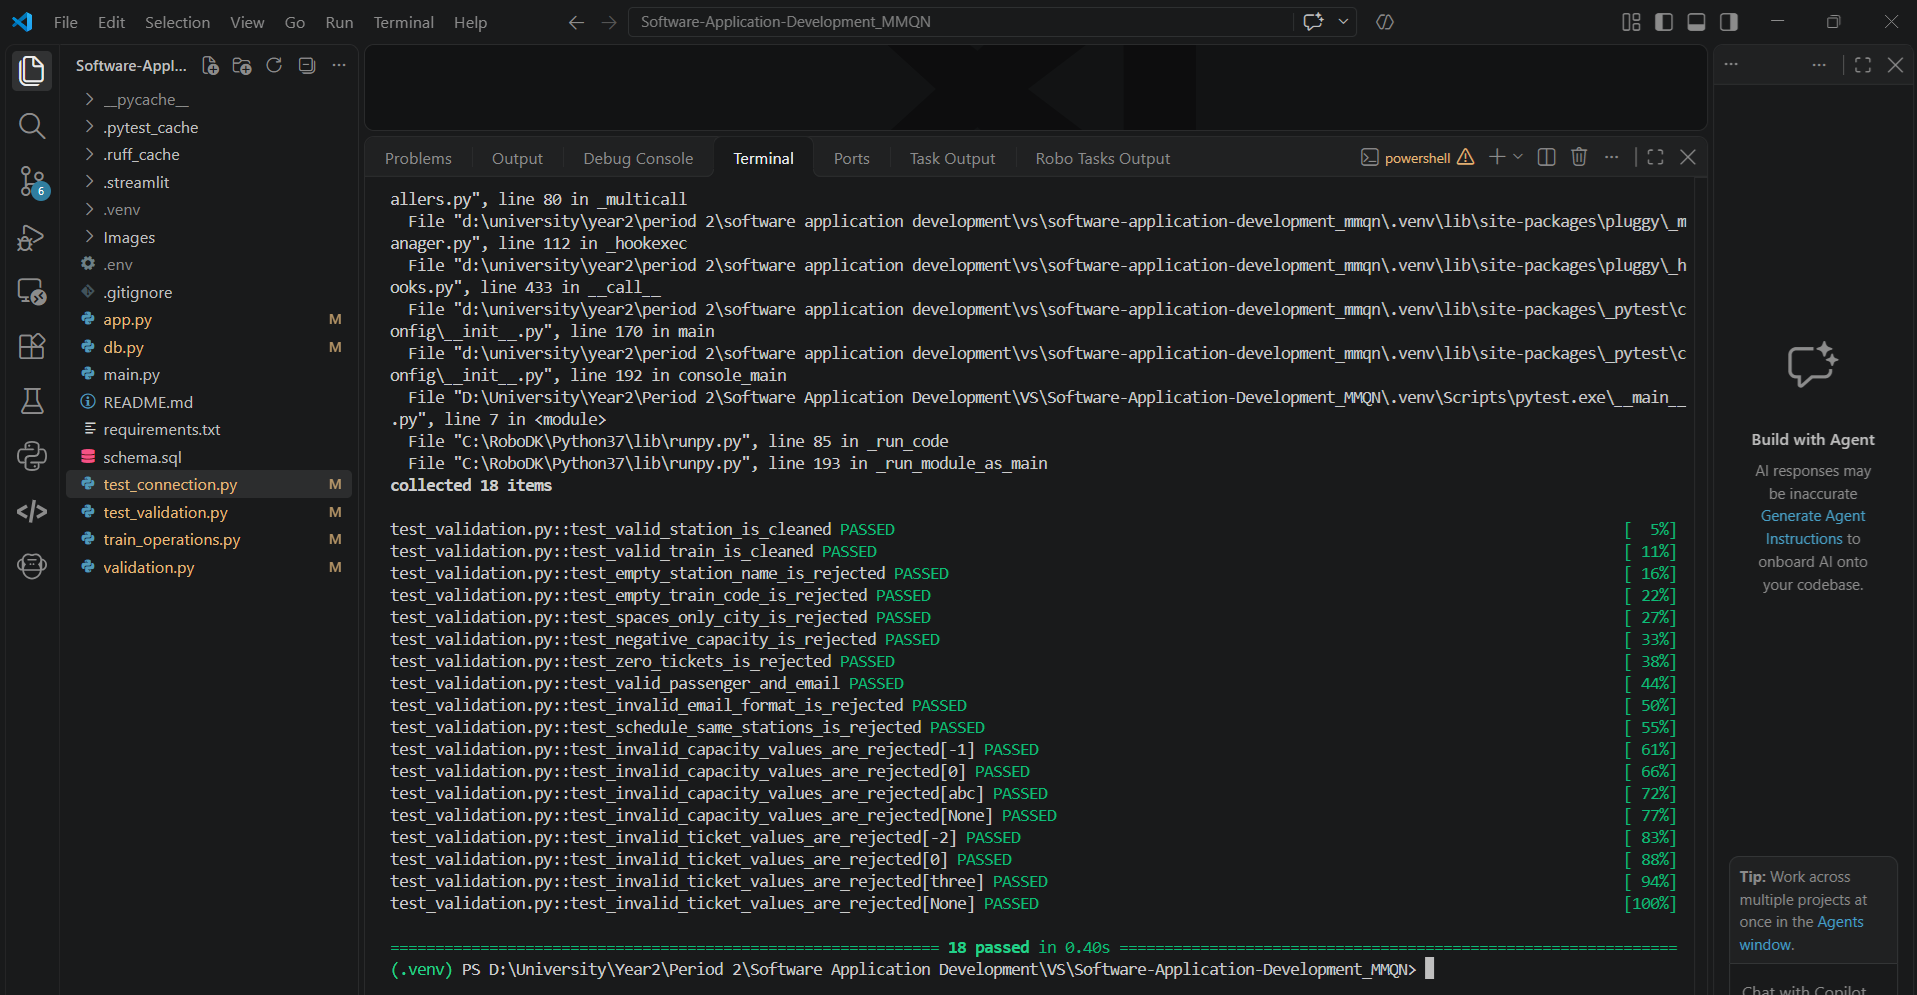 File Edit Selection View Go Run Terminal Help
Software-Application-Development_MMQN
Software-Appl...
__pycache__
.pytest_cache
.ruff_cache
.streamlit
.venv
Images
.env
.gitignore
app.py M
db.py M
main.py
README.md
requirements.txt
schema.sql
test_connection.py M
test_validation.py M
train_operations.py M
validation.py M
6
Problems Output Debug Console Terminal Ports Task Output Robo Tasks Output
powershell
allers.py", line 80 in _multicall
File "d:\university\year2\period 2\software application development\vs\software-application-development_mmqn\.venv\lib\site-packages\pluggy\_m
anager.py", line 112 in _hookexec
File "d:\university\year2\period 2\software application development\vs\software-application-development_mmqn\.venv\lib\site-packages\pluggy\_h
ooks.py", line 433 in __call__
File "d:\university\year2\period 2\software application development\vs\software-application-development_mmqn\.venv\lib\site-packages\_pytest\c
onfig\__init__.py", line 170 in main
File "d:\university\year2\period 2\software application development\vs\software-application-development_mmqn\.venv\lib\site-packages\_pytest\c
onfig\__init__.py", line 192 in console_main
File "D:\University\Year2\Period 2\Software Application Development\VS\Software-Application-Development_MMQN\.venv\Scripts\pytest.exe\__main__
.py", line 7 in <module>
File "C:\RoboDK\Python37\lib\runpy.py", line 85 in _run_code
File "C:\RoboDK\Python37\lib\runpy.py", line 193 in _run_module_as_main
collected 18 items
test_validation.py::test_valid_station_is_cleaned PASSED [  5%]
test_validation.py::test_valid_train_is_cleaned PASSED [ 11%]
test_validation.py::test_empty_station_name_is_rejected PASSED [ 16%]
test_validation.py::test_empty_train_code_is_rejected PASSED [ 22%]
test_validation.py::test_spaces_only_city_is_rejected PASSED [ 27%]
test_validation.py::test_negative_capacity_is_rejected PASSED [ 33%]
test_validation.py::test_zero_tickets_is_rejected PASSED [ 38%]
test_validation.py::test_valid_passenger_and_email PASSED [ 44%]
test_validation.py::test_invalid_email_format_is_rejected PASSED [ 50%]
test_validation.py::test_schedule_same_stations_is_rejected PASSED [ 55%]
test_validation.py::test_invalid_capacity_values_are_rejected[-1] PASSED [ 61%]
test_validation.py::test_invalid_capacity_values_are_rejected[0] PASSED [ 66%]
test_validation.py::test_invalid_capacity_values_are_rejected[abc] PASSED [ 72%]
test_validation.py::test_invalid_capacity_values_are_rejected[None] PASSED [ 77%]
test_validation.py::test_invalid_ticket_values_are_rejected[-2] PASSED [ 83%]
test_validation.py::test_invalid_ticket_values_are_rejected[0] PASSED [ 88%]
test_validation.py::test_invalid_ticket_values_are_rejected[three] PASSED [ 94%]
test_validation.py::test_invalid_ticket_values_are_rejected[None] PASSED [100%]
============================================================= 18 passed in 0.40s ==============================================================
(.venv) PS D:\University\Year2\Period 2\Software Application Development\VS\Software-Application-Development_MMQN>
Build with Agent
AI responses may
be inaccurate
Generate Agent
Instructions to
onboard AI onto
your codebase.
Tip: Work across
multiple projects at
once in the Agents
window.
Chat with Copilot